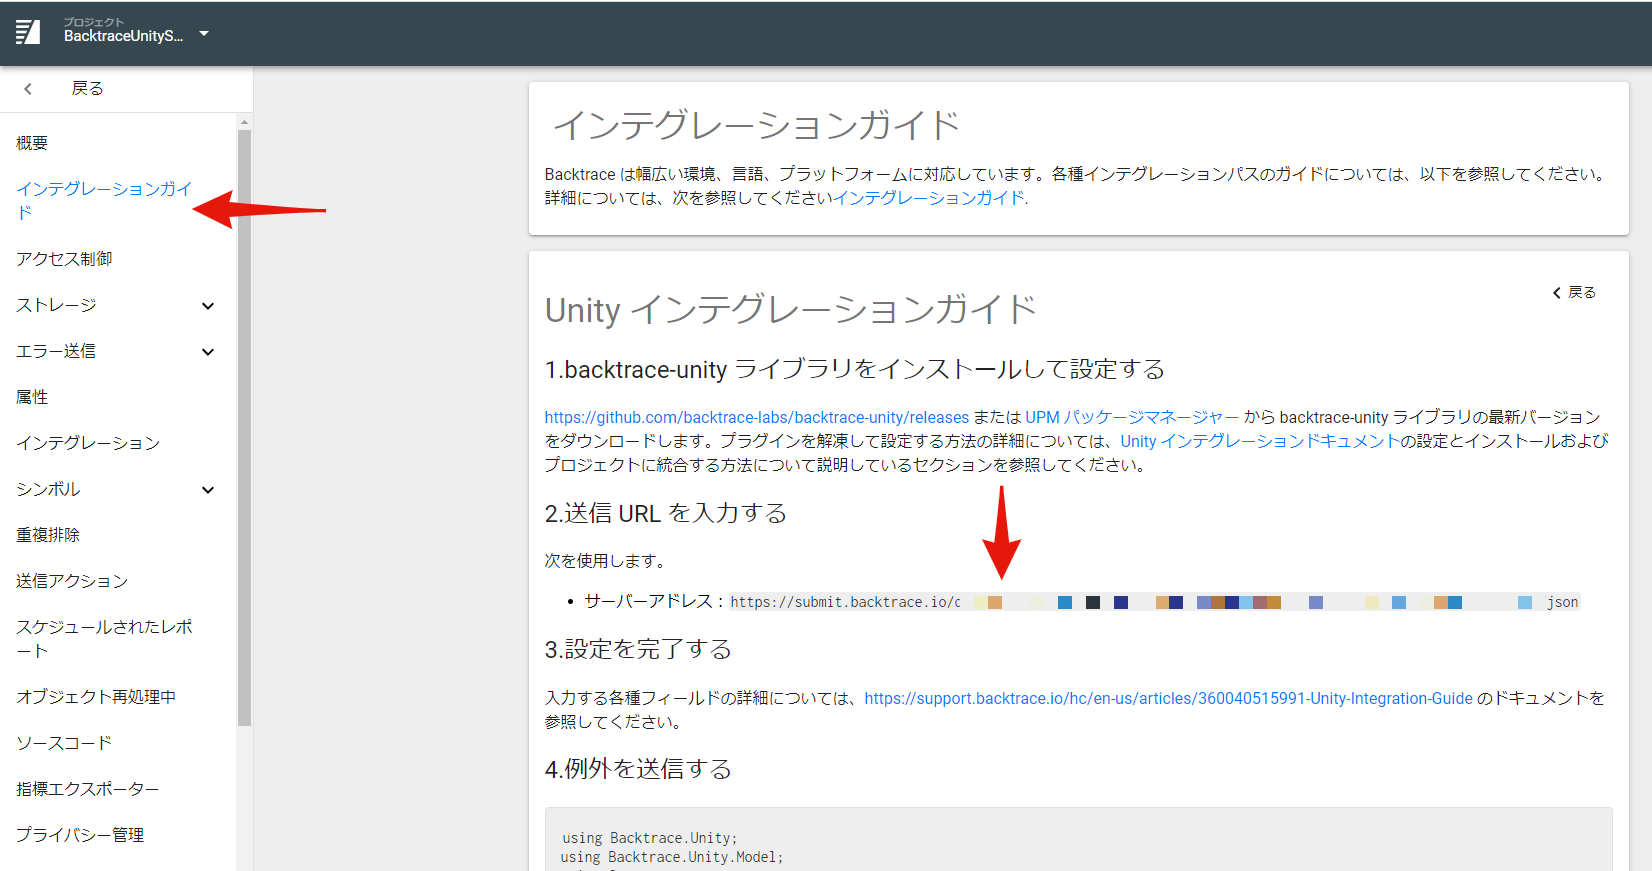 プロジェクト
BacktraceUnityS...
戻る
概要
インテグレーションガイ
ド
アクセス制御
ストレージ
エラー送信
属性
インテグレーション
シンボル
重複排除
送信アクション
スケジュールされたレポ
ート
オブジェクト再処理中
ソースコード
指標エクスポーター
プライバシー管理
インテグレーションガイド
Backtrace は幅広い環境、言語、プラットフォームに対応しています。各種インテグレーションパスのガイドについては、以下を参照してください。
詳細については、次を参照してくださいインテグレーションガイド.
戻る
Unity インテグレーションガイド
1.backtrace-unity ライブラリをインストールして設定する
https://github.com/backtrace-labs/backtrace-unity/releases または UPM パッケージマネージャー から backtrace-unity ライブラリの最新バージョン
をダウンロードします。プラグインを解凍して設定する方法の詳細については、Unity インテグレーションドキュメントの設定とインストールおよび
プロジェクトに統合する方法について説明しているセクションを参照してください。
2.送信 URL を入力する
次を使用します。
• サーバーアドレス : https://submit.backtrace.io/ json
3.設定を完了する
入力する各種フィールドの詳細については、https://support.backtrace.io/hc/en-us/articles/360040515991-Unity-Integration-Guide のドキュメントを
参照してください。
4.例外を送信する
using Backtrace.Unity;
using Backtrace.Unity.Model;